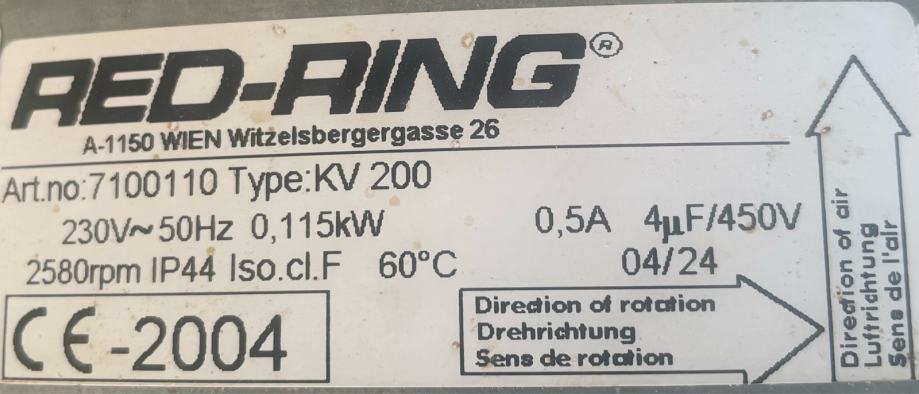 RED-RING®
A-1150 WIEN Witzelsbergergasse 26
Art.no:7100110 Type:KV 200
230V~50Hz 0,115kW 0,5A 4µF/450V
2580rpm IP44 Iso.cl.F 60°C 04/24
CE-2004
Direction of rotation
Drehrichtung
Sens de rotation
Direction of air
Luftrichtung
Sens de l'air